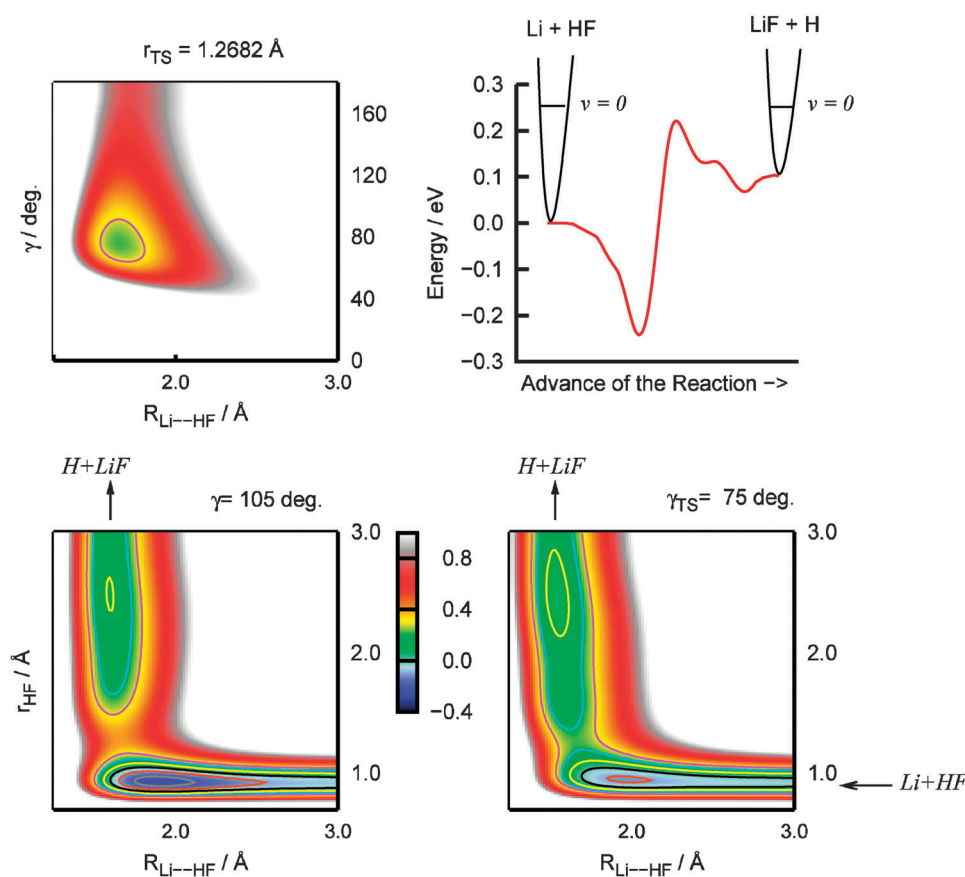 r_TS = 1.2682 Å
160
120
80
40
0
γ / deg.
2.0
3.0
R_Li--HF / Å
Li + HF
LiF + H
v = 0
v = 0
0.3
0.2
0.1
0.0
−0.1
−0.2
−0.3
Energy / eV
Advance of the Reaction −>
H+LiF
γ= 105 deg.
3.0
2.0
1.0
r_HF / Å
2.0
3.0
R_Li--HF / Å
0.8
0.4
0.0
−0.4
H+LiF
γ_TS= 75 deg.
3.0
2.0
1.0
Li+HF
2.0
3.0
R_Li--HF / Å